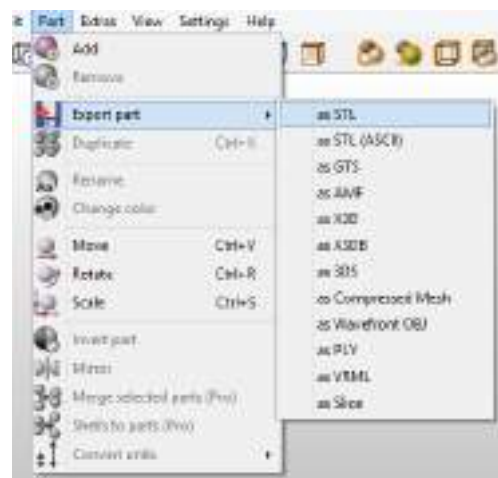 Part Extras View Settings Help
Add
Remove
Export part
Duplicate
Rename
Change color
Move Ctrl+V
Rotate Ctrl+R
Scale Ctrl+S
Invert part
Mirror
Merge selected parts (Pro)
Shells to parts (Pro)
Convert units
as STL
as STL (ASCII)
as GTS
as AMF
as X3D
as X3DB
as 3DS
as Compressed Mesh
as Wavefront OBJ
as PLY
as VRML
as Slice